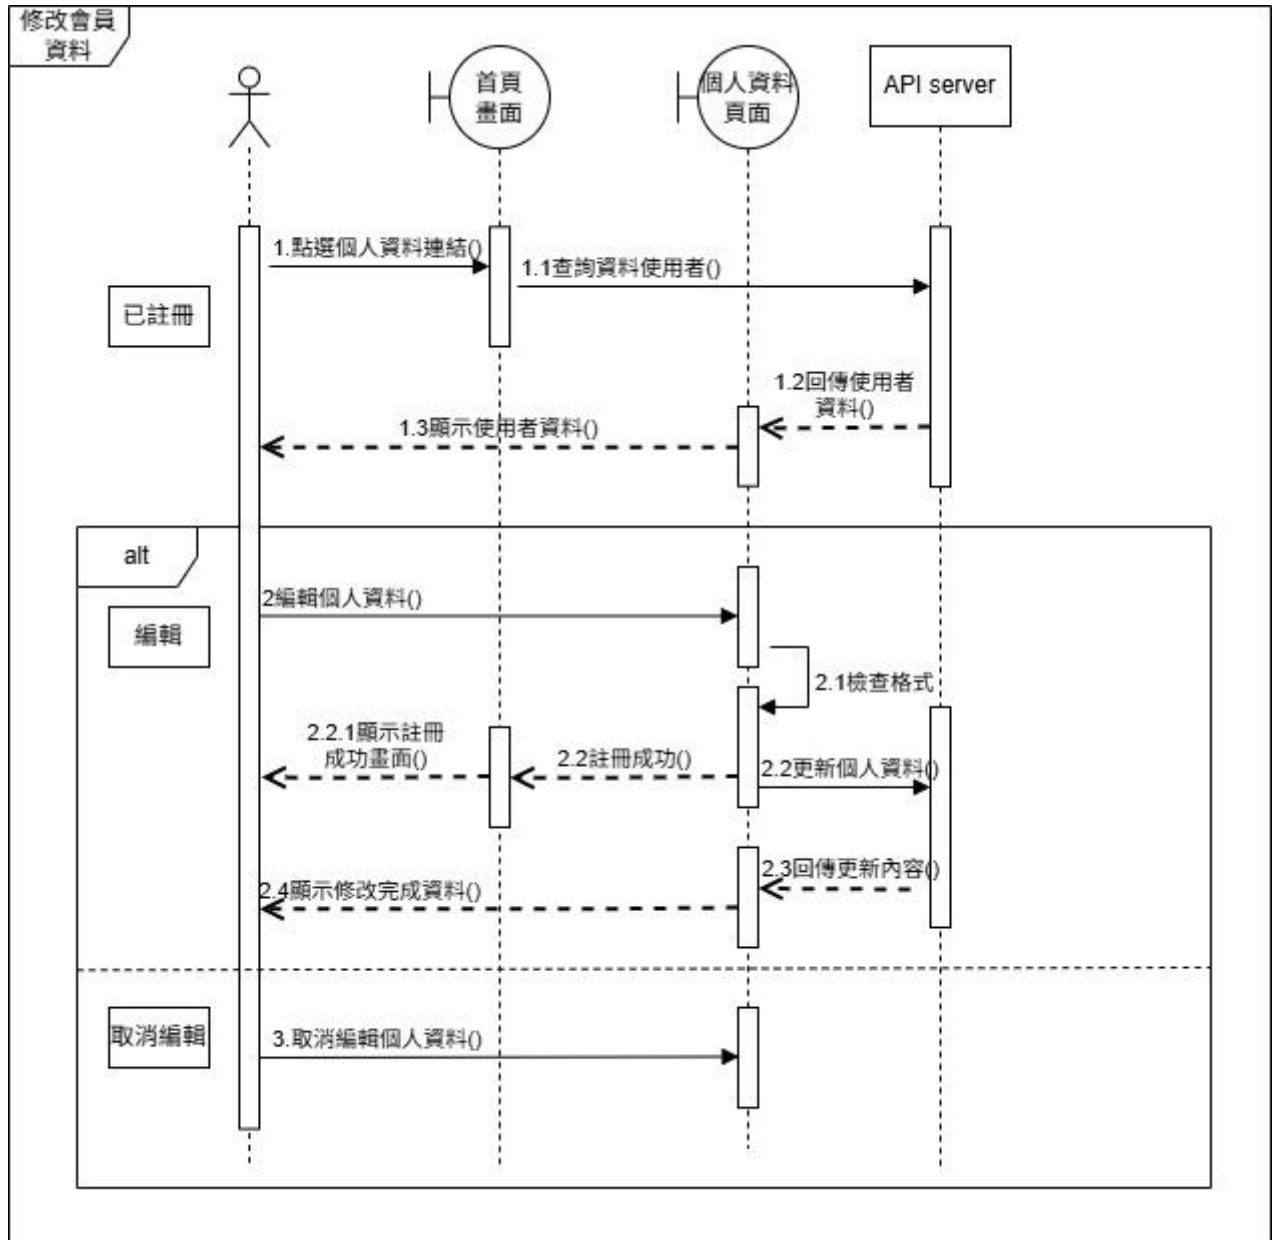 修改會員
資料
首頁
畫面
個人資料
頁面
API server
1.點選個人資料連結()
1.1查詢資料使用者()
已註冊
1.2回傳使用者
資料()
1.3顯示使用者資料()
alt
2編輯個人資料()
編輯
2.1檢查格式
2.2.1顯示註冊
成功畫面()
2.2註冊成功()
2.2更新個人資料()
2.3回傳更新內容()
2.4顯示修改完成資料()
取消編輯
3.取消編輯個人資料()